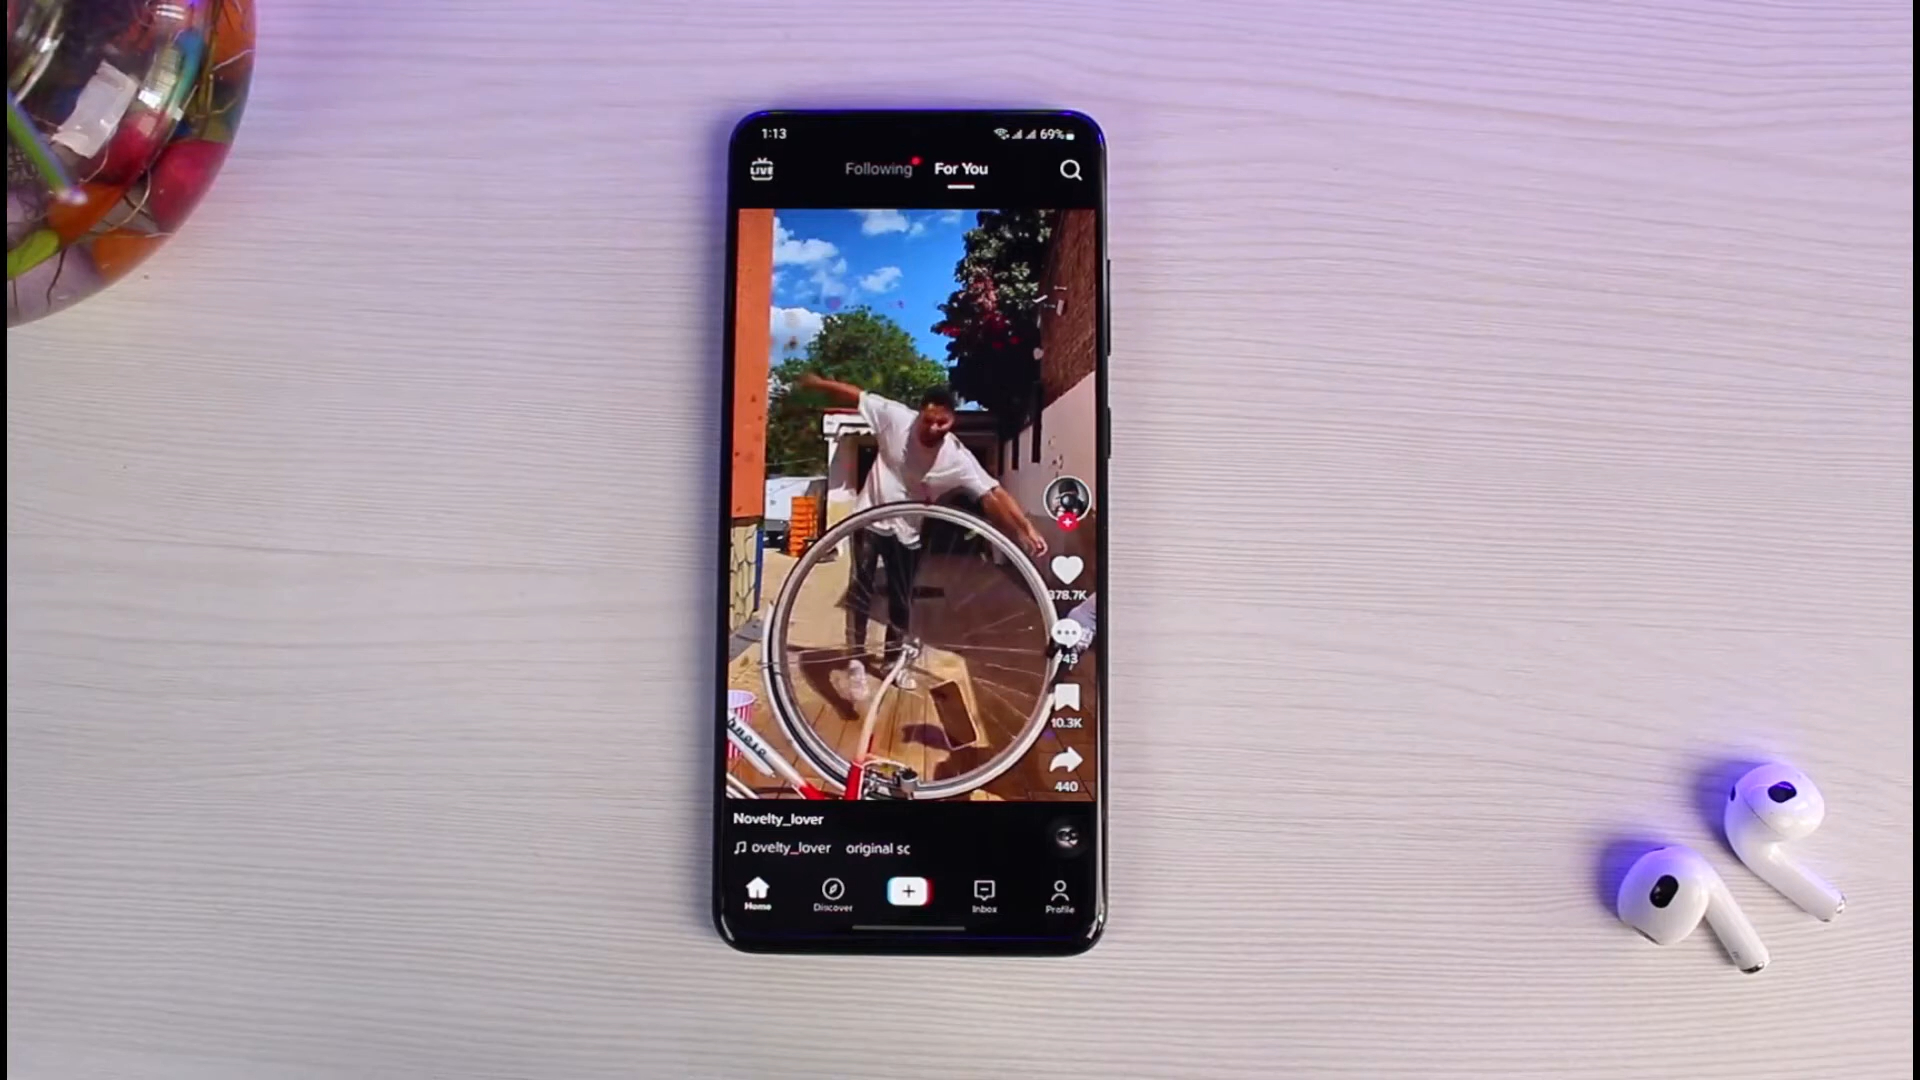 1:13 69%
LIVE Following For You
378.7K
743
10.3K
440
Novelty_lover
ovelty_lover original sc
Home Discover Inbox Profile